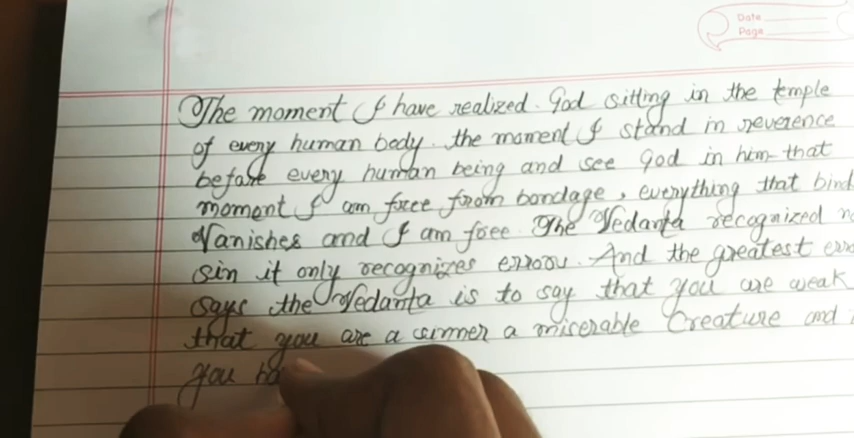 Date
Page
The moment I have realized. God sitting in the temple
of every human body. the moment I stand in reverence
before every human being and see God in him that
moment I am free from bondage, everything that bind
Vanishes and I am free. The Vedanta recognized
sin it only recognizes errors. And the greatest
says the Vedanta is to say that you are weak
that you are a sinner a miserable Creature and
you